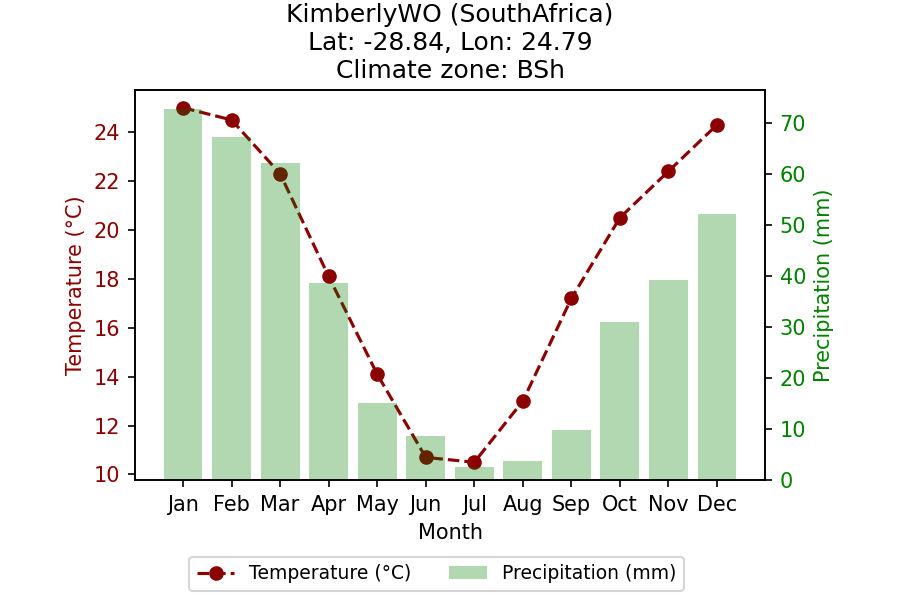 KimberlyWO (SouthAfrica)
Lat: -28.84, Lon: 24.79
Climate zone: BSh
24
22
20
18
16
14
12
10
Temperature (°C)
70
60
50
40
30
20
10
0
Precipitation (mm)
Jan Feb Mar Apr May Jun Jul Aug Sep Oct Nov Dec
Month
Temperature (°C) Precipitation (mm)